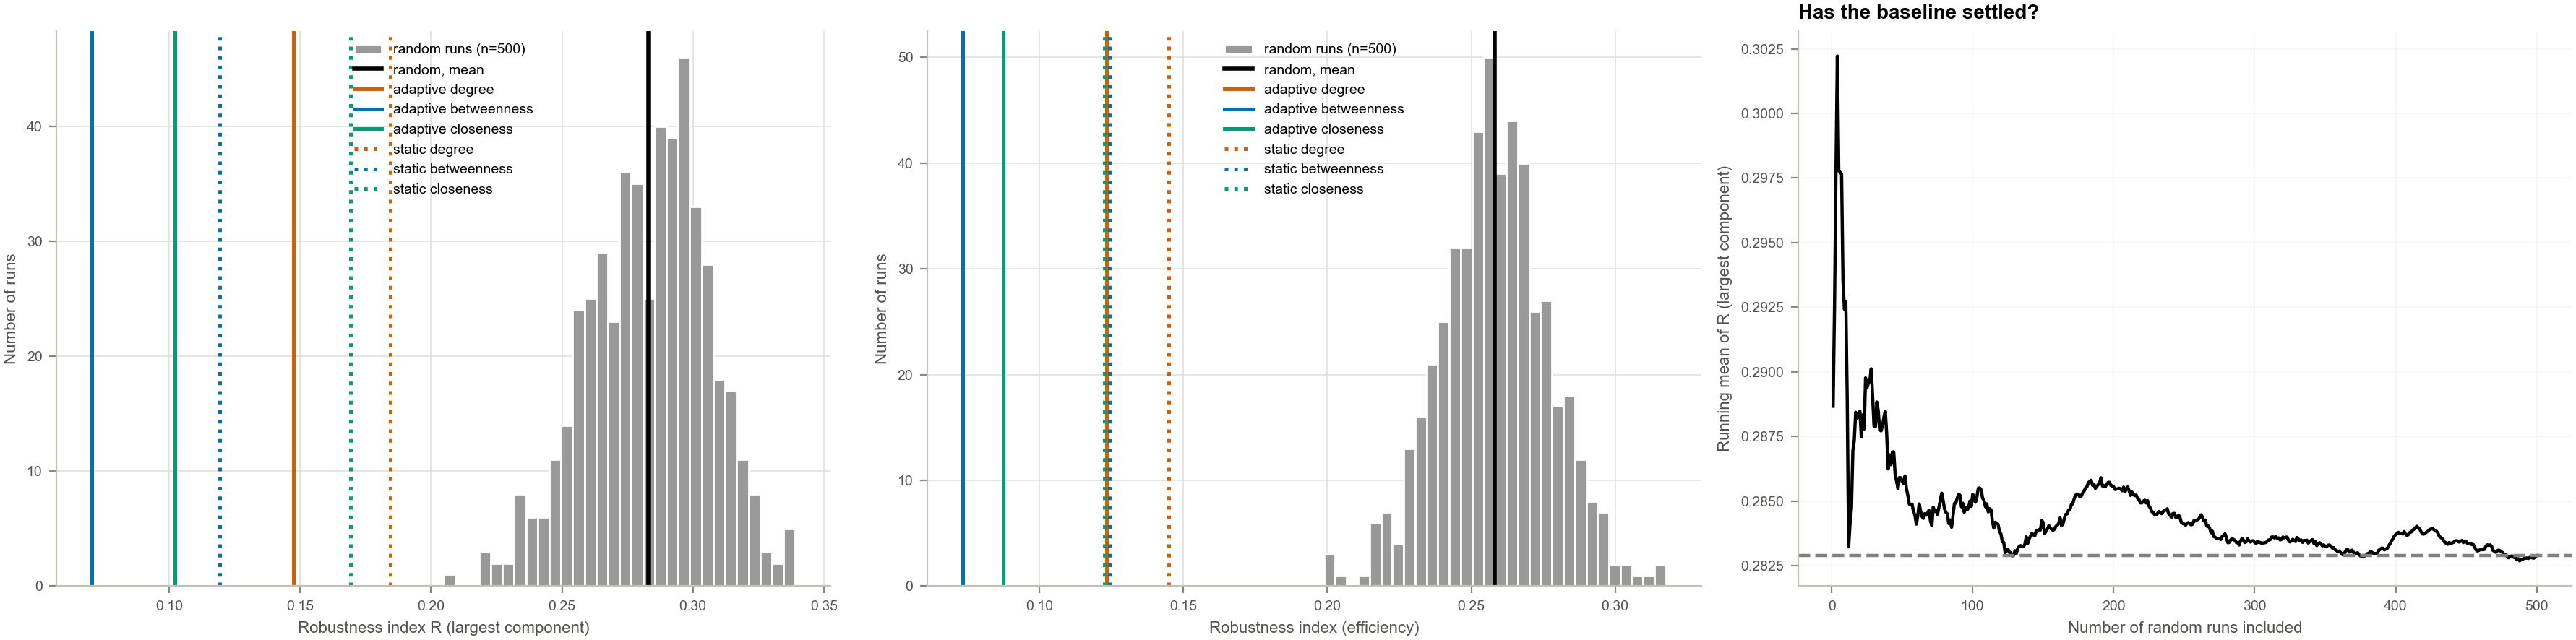 Number of runs
40
30
20
10
0
0.10
0.15
0.20
0.25
0.30
0.35
Robustness index R (largest component)
random runs (n=500)
random, mean
adaptive degree
adaptive betweenness
adaptive closeness
static degree
static betweenness
static closeness
Number of runs
50
40
30
20
10
0
0.10
0.15
0.20
0.25
0.30
Robustness index (efficiency)
random runs (n=500)
random, mean
adaptive degree
adaptive betweenness
adaptive closeness
static degree
static betweenness
static closeness
Has the baseline settled?
Running mean of R (largest component)
0.3025
0.3000
0.2975
0.2950
0.2925
0.2900
0.2875
0.2850
0.2825
0
100
200
300
400
500
Number of random runs included